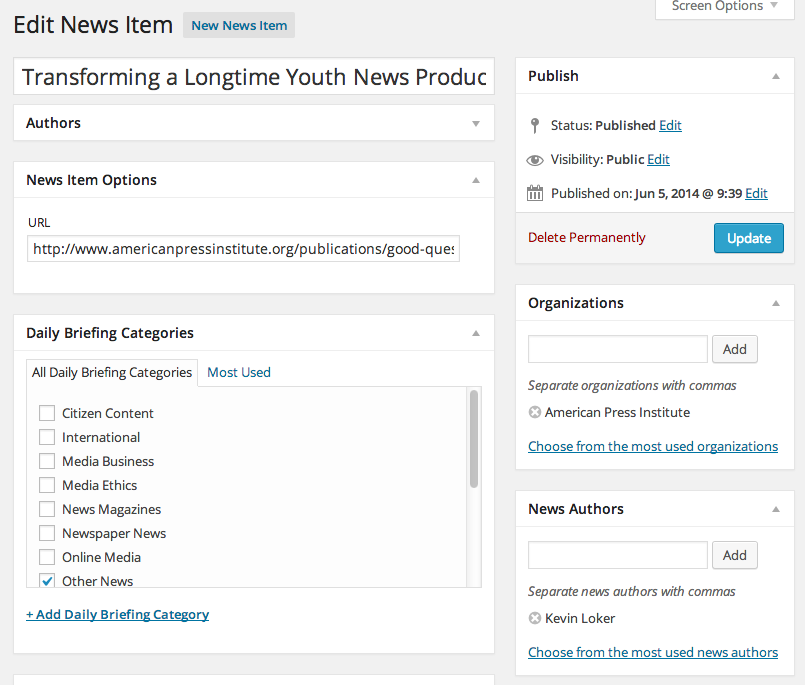 Screen Options
Edit News Item New News Item
Transforming a Longtime Youth News Produc
Authors
News Item Options
URL
http://www.americanpressinstitute.org/publications/good-ques
Daily Briefing Categories
All Daily Briefing Categories Most Used
Citizen Content
International
Media Business
Media Ethics
News Magazines
Newspaper News
Online Media
Other News
+ Add Daily Briefing Category
Publish
Status: Published Edit
Visibility: Public Edit
Published on: Jun 5, 2014 @ 9:39 Edit
Delete Permanently Update
Organizations
Add
Separate organizations with commas
American Press Institute
Choose from the most used organizations
News Authors
Add
Separate news authors with commas
Kevin Loker
Choose from the most used news authors